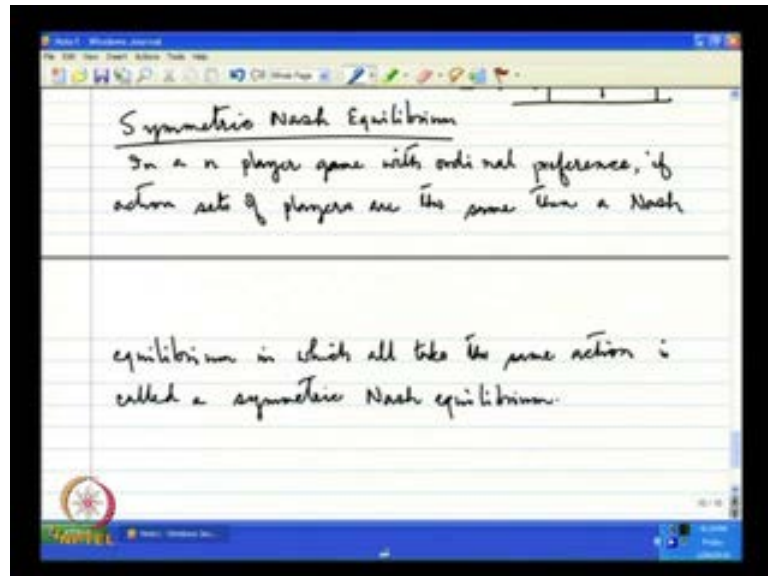 Symmetric Nash Equilibrium
In a n player game with ordinal preference, if
action sets of players are the same then a Nash
equilibrium in which all take the same action is
called a symmetric Nash equilibrium.
NPTEL